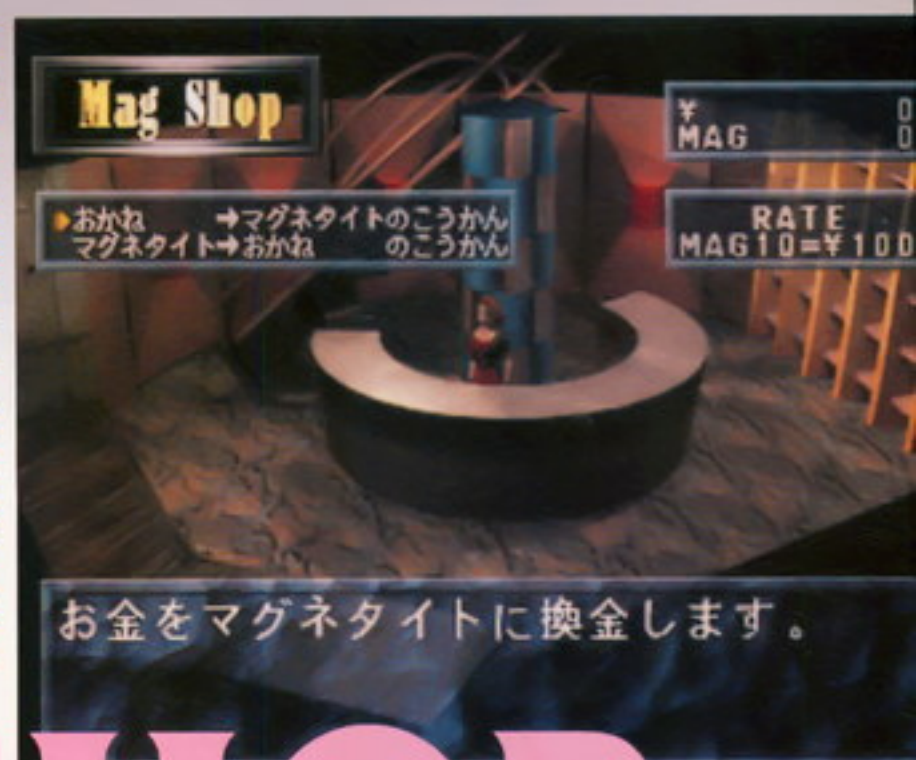 Mag Shop
¥ 0
MAG 0
おかね →マグネタイトのこうかん
マグネタイト→おかね のこうかん
RATE
MAG10=¥100
お金をマグネタイトに換金します。